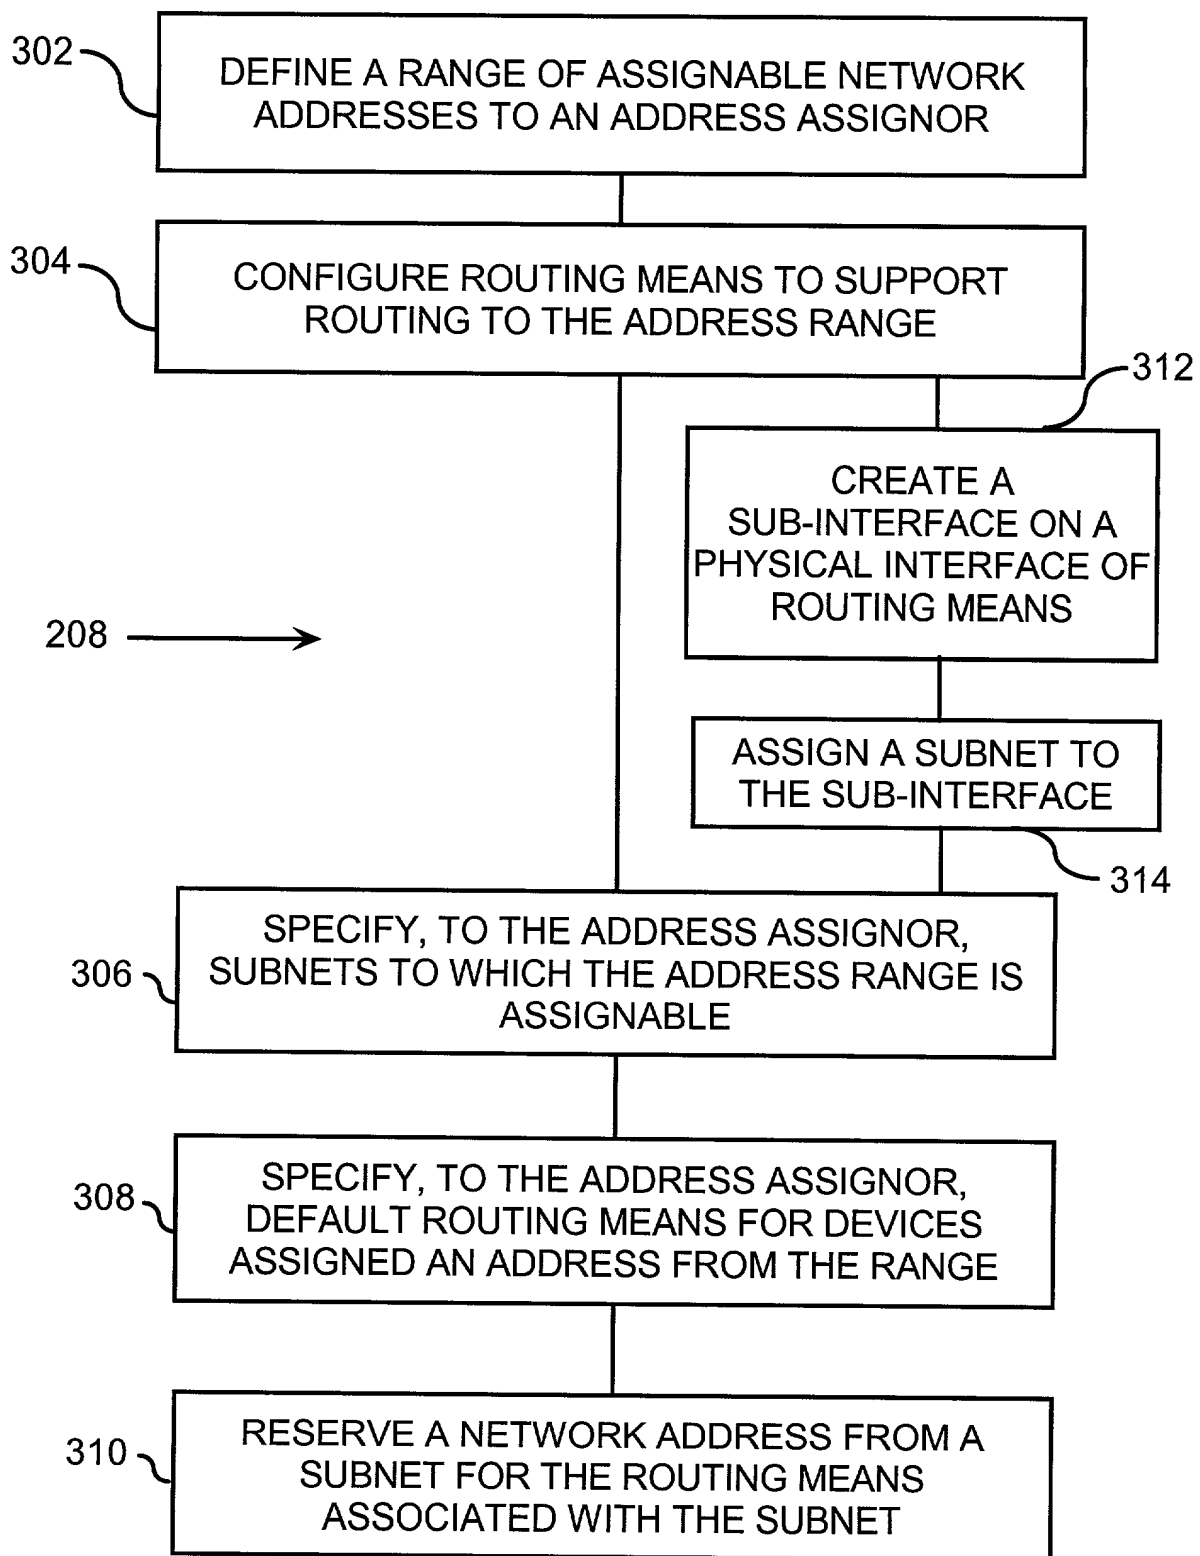 302
DEFINE A RANGE OF ASSIGNABLE NETWORK
ADDRESSES TO AN ADDRESS ASSIGNOR
304
CONFIGURE ROUTING MEANS TO SUPPORT
ROUTING TO THE ADDRESS RANGE
312
CREATE A
SUB-INTERFACE ON A
PHYSICAL INTERFACE OF
ROUTING MEANS
208
ASSIGN A SUBNET TO
THE SUB-INTERFACE
314
306
SPECIFY, TO THE ADDRESS ASSIGNOR,
SUBNETS TO WHICH THE ADDRESS RANGE IS
ASSIGNABLE
308
SPECIFY, TO THE ADDRESS ASSIGNOR,
DEFAULT ROUTING MEANS FOR DEVICES
ASSIGNED AN ADDRESS FROM THE RANGE
310
RESERVE A NETWORK ADDRESS FROM A
SUBNET FOR THE ROUTING MEANS
ASSOCIATED WITH THE SUBNET